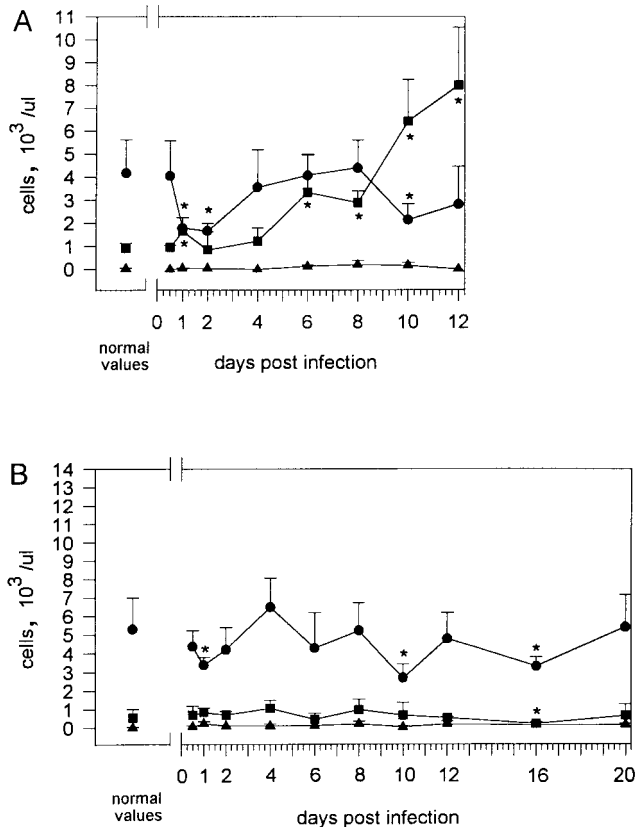 A
cells, 10³ /ul
11
10
9
8
7
6
5
4
3
2
1
0
* * * * * * * *
0 1 2 4 6 8 10 12
normal values
days post infection
B
cells, 10³ /ul
14
13
12
11
10
9
8
7
6
5
4
3
2
1
0
* * * *
0 1 2 4 6 8 10 12 16 20
normal values
days post infection